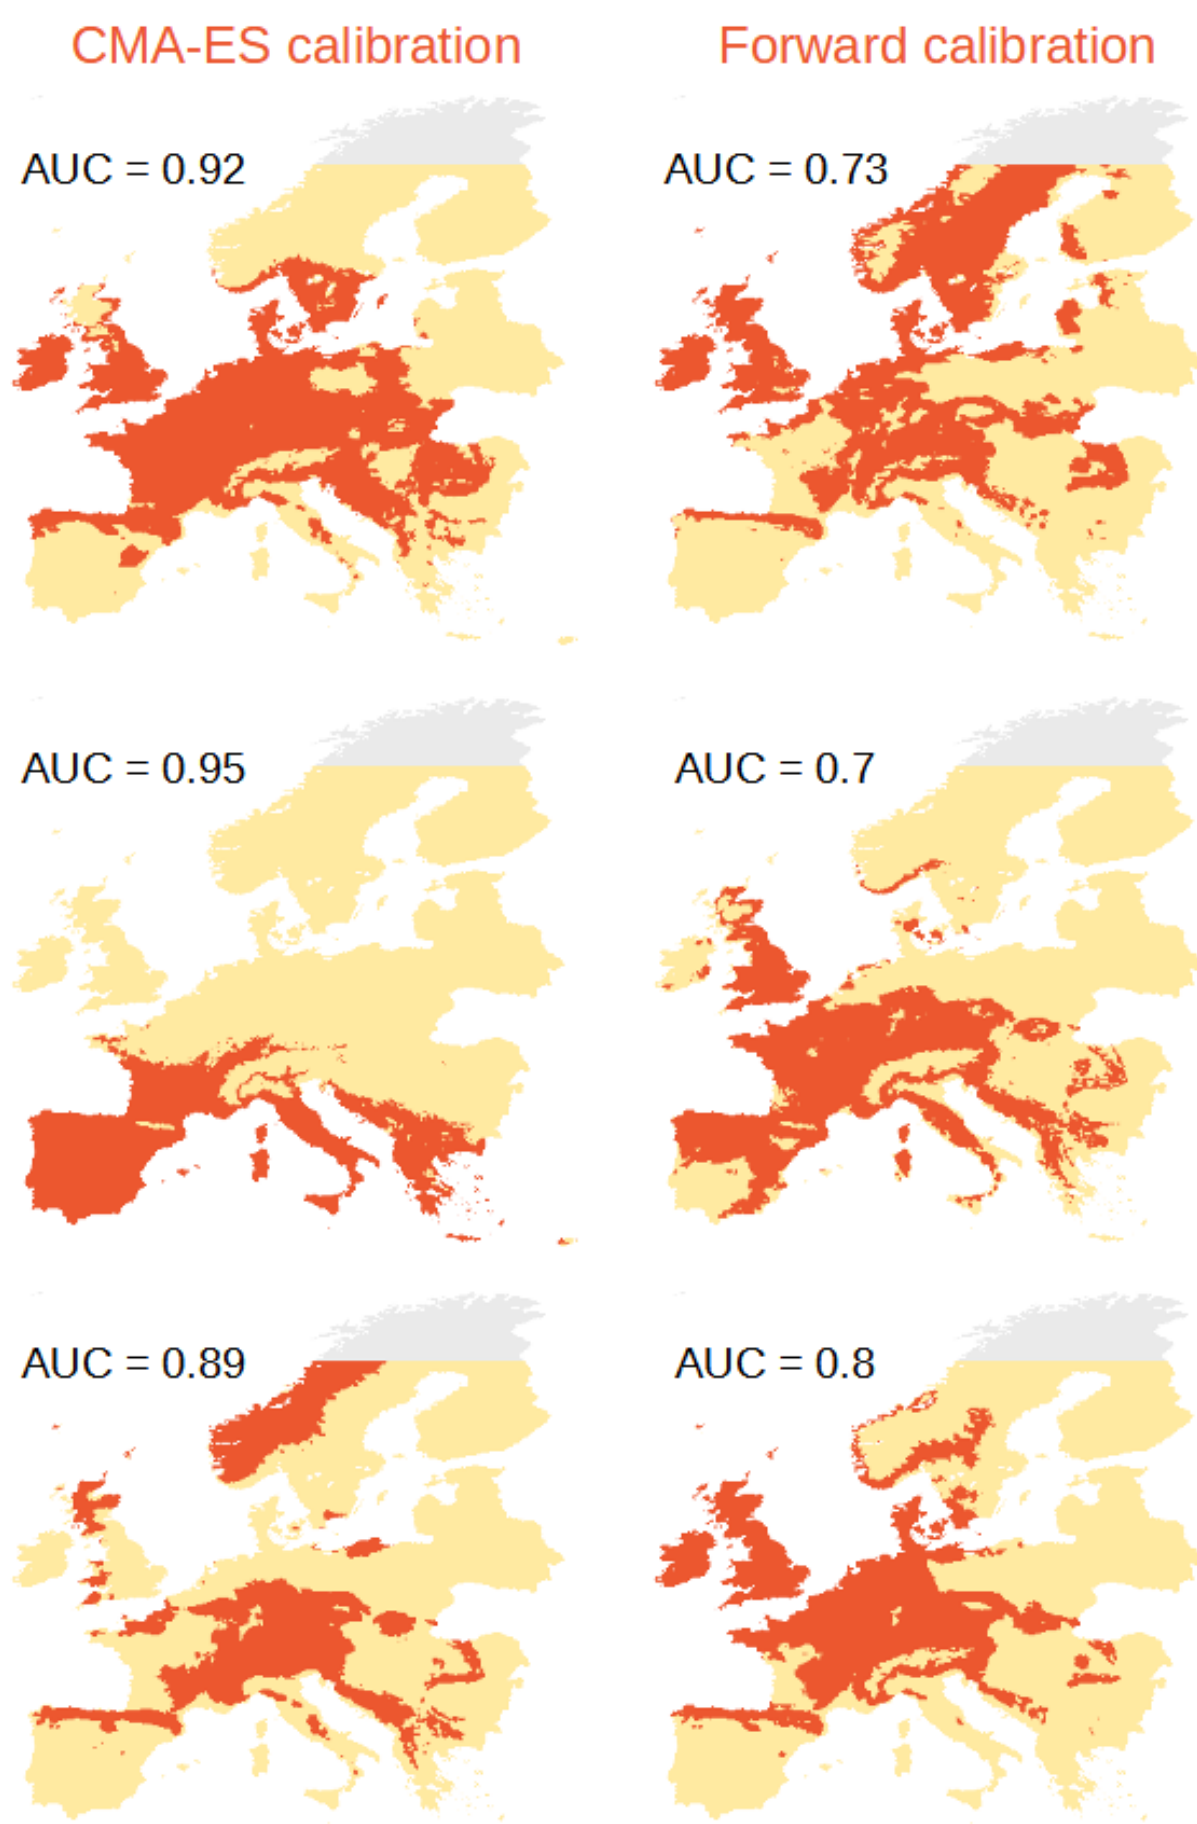 CMA-ES calibration
Forward calibration
AUC = 0.92
AUC = 0.73
AUC = 0.95
AUC = 0.7
AUC = 0.89
AUC = 0.8